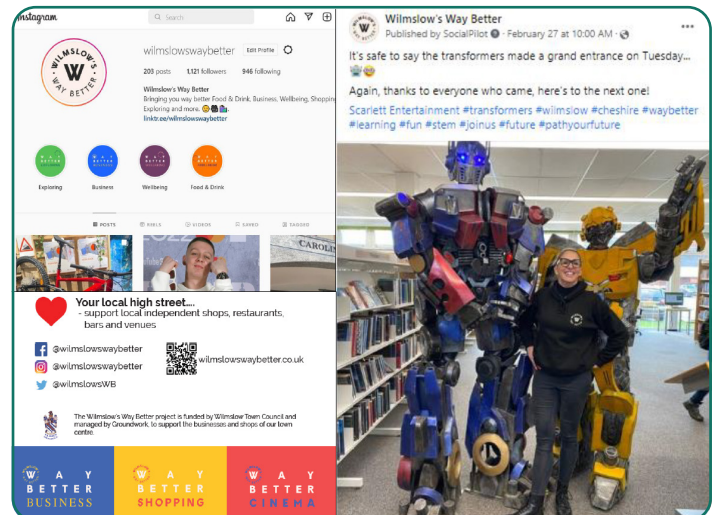 Instagram
Search
wilmslowswaybetter Edit Profile
203 posts 1,121 followers 946 following
Wilmslow's Way Better
Bringing you way better Food & Drink, Business, Wellbeing, Shoppin
Exploring and more.
linktr.ee/wilmslowswaybetter
WILMSLOW'S
W
WAY BETTER
Exploring Business Wellbeing Food & Drink
POSTS REELS VIDEOS SAVED TAGGED
CAROLIN
Your local high street....
- support local independent shops, restaurants,
bars and venues
@wilmslowswaybetter
@wilmslowswaybetter
@wilmslowsWB
wilmslowswaybetter.co.uk
The Wilmslow's Way Better project is funded by Wilmslow Town Council and
managed by Groundwork, to support the businesses and shops of our town
centre.
W A Y
BETTER
BUSINESS
W A Y
BETTER
SHOPPING
W A Y
BETTER
CINEMA
Wilmslow's Way Better
Published by SocialPilot · February 27 at 10:00 AM ·
It's safe to say the transformers made a grand entrance on Tuesday...
Again, thanks to everyone who came, here's to the next one!
Scarlett Entertainment #transformers #wilmslow #cheshire #waybetter
#learning #fun #stem #joinus #future #pathyourfuture